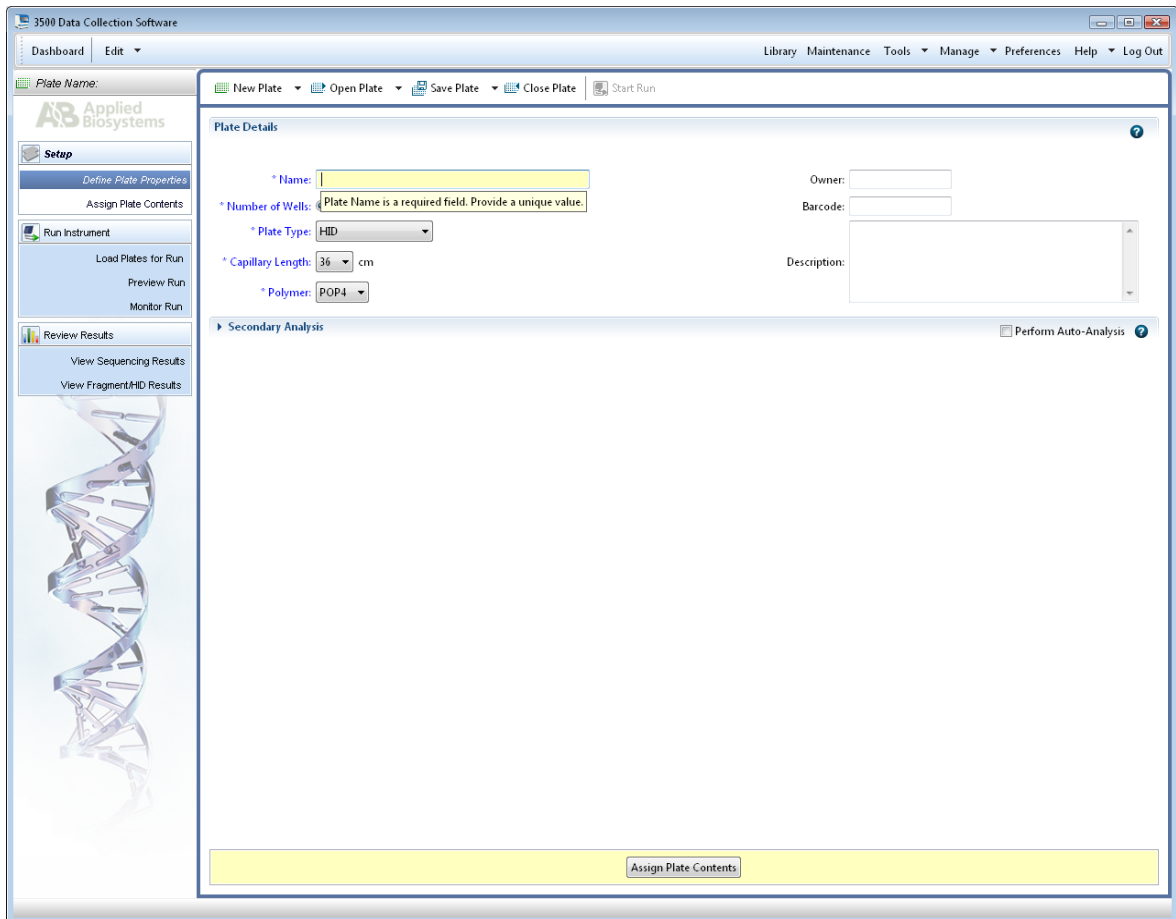 3500 Data Collection Software
Dashboard Edit Library Maintenance Tools Manage Preferences Help Log Out
Plate Name:
New Plate Open Plate Save Plate Close Plate Start Run
AB Applied Biosystems
Plate Details
Setup
Define Plate Properties
Assign Plate Contents
Run Instrument
Load Plates for Run
Preview Run
Monitor Run
Review Results
View Sequencing Results
View Fragment/HID Results
* Name:
Owner:
* Number of Wells:
Plate Name is a required field. Provide a unique value.
Barcode:
* Plate Type: HID
* Capillary Length: 36 cm
Description:
* Polymer: POP4
Secondary Analysis
Perform Auto-Analysis
Assign Plate Contents